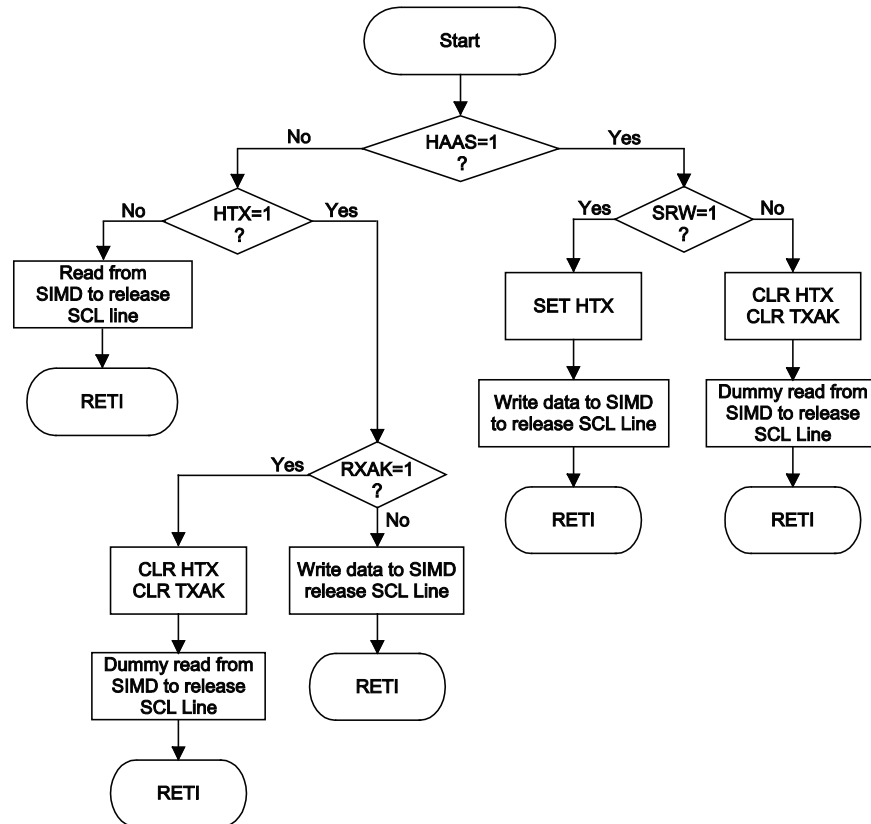 Start
HAAS=1
?
No
Yes
HTX=1
?
No
Yes
SRW=1
?
Yes
No
Read from
SIMD to release
SCL line
RETI
SET HTX
Write data to SIMD
to release SCL Line
RETI
CLR HTX
CLR TXAK
Dummy read from
SIMD to release
SCL Line
RETI
RXAK=1
?
Yes
No
CLR HTX
CLR TXAK
Dummy read from
SIMD to release
SCL Line
RETI
Write data to SIMD
release SCL Line
RETI